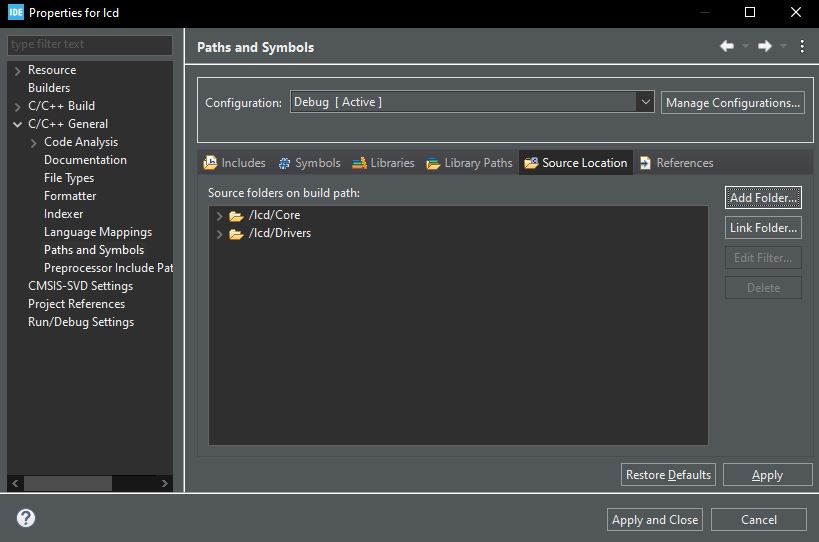 IDE Properties for lcd
type filter text
Resource
Builders
C/C++ Build
C/C++ General
Code Analysis
Documentation
File Types
Formatter
Indexer
Language Mappings
Paths and Symbols
Preprocessor Include Pat
CMSIS-SVD Settings
Project References
Run/Debug Settings
Paths and Symbols
Configuration: Debug [ Active ] Manage Configurations...
Includes Symbols Libraries Library Paths Source Location References
Source folders on build path:
/lcd/Core
/lcd/Drivers
Add Folder...
Link Folder...
Edit Filter...
Delete
Restore Defaults Apply
Apply and Close Cancel